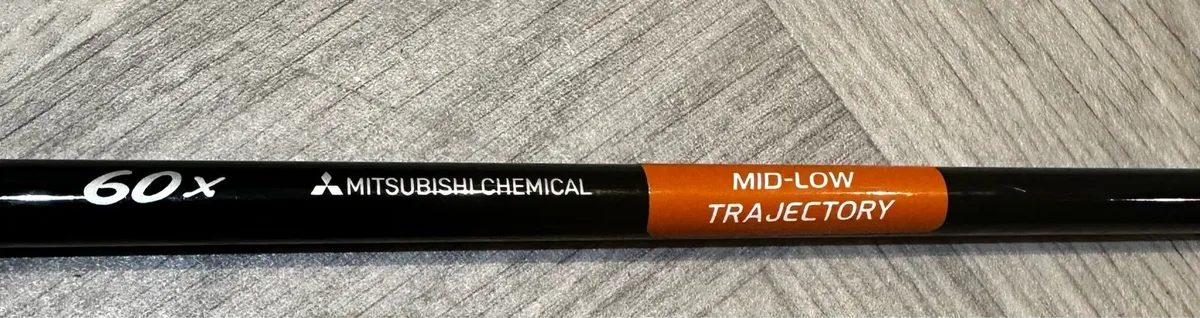 60x
MITSUBISHI CHEMICAL
MID-LOW
TRAJECTORY